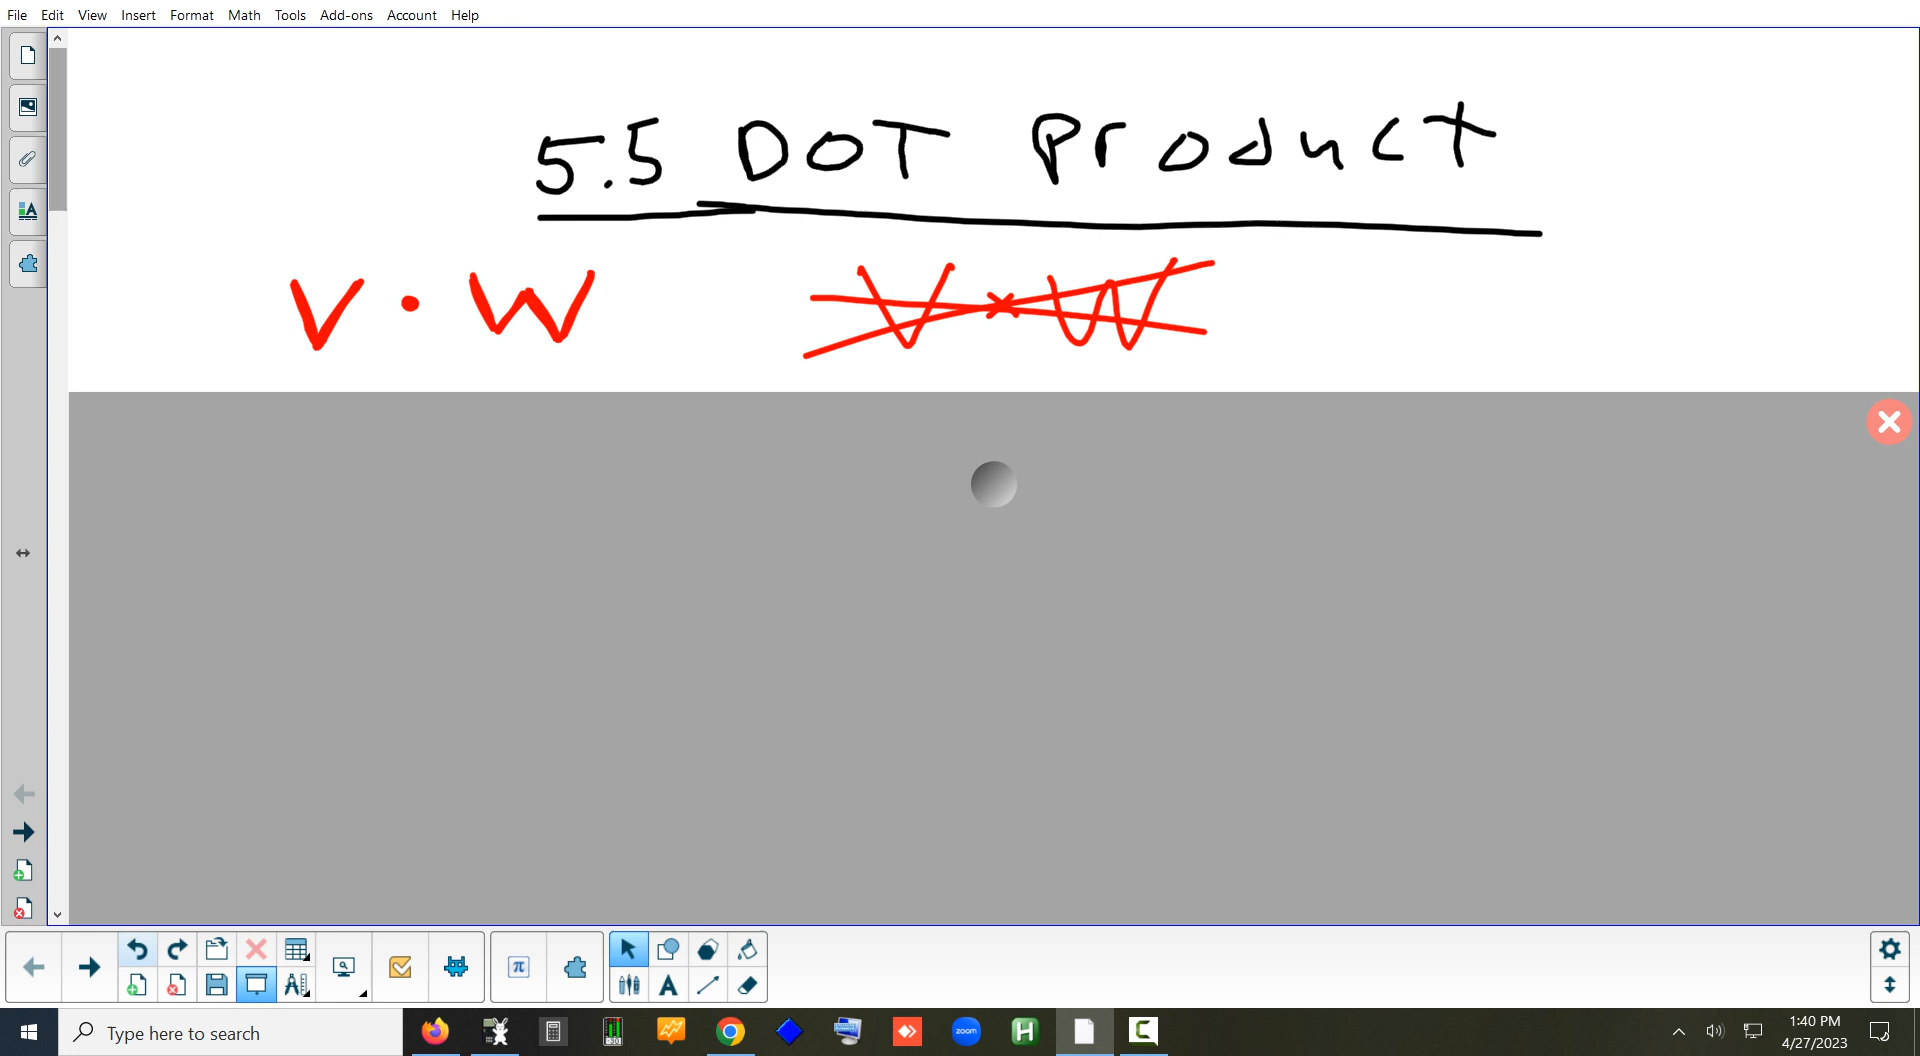 File Edit View Insert Format Math Tools Add-ons Account Help
5.5 DOT Product
V • W V × W
π
A
zoom
H
C
Type here to search
1:40 PM
4/27/2023